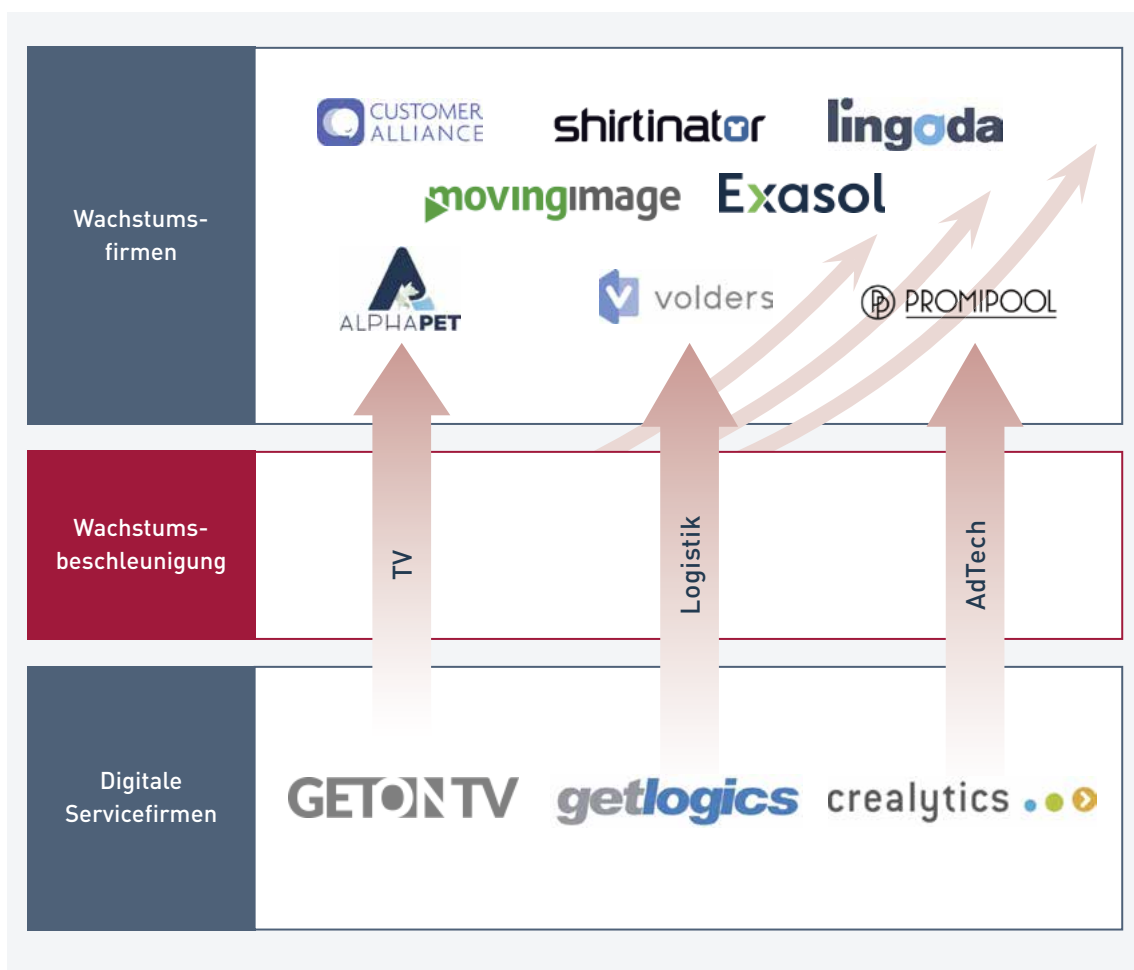 Wachstums-
firmen
CUSTOMER
ALLIANCE
shirtinator
lingoda
movingimage
Exasol
ALPHAPET
volders
PROMIPOOL
Wachstums-
beschleunigung
TV
Logistik
AdTech
Digitale
Servicefirmen
GETONTV
getlogics
crealytics